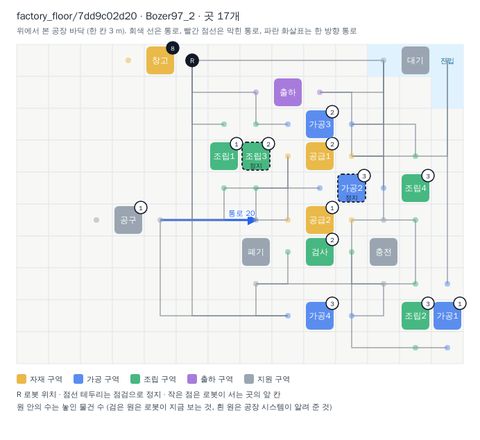 factory_floor/7dd9c02d20 · Bozer97_2 · 곳 17개
위에서 본 공장 바닥 (한 칸 3 m). 회색 선은 통로, 빨간 점선은 막힌 통로, 파란 화살표는 한 방향 통로
8
창고
R
대기
진입
출하
2
가공3
1
조립1
2
조립3
정지
2
공급1
3
가공2
정지
3
조립4
1
공구
통로 20
1
공급2
폐기
2
검사
충전
3
가공4
3
조립2
1
가공1
자재 구역
가공 구역
조립 구역
출하 구역
지원 구역
R 로봇 위치 · 점선 테두리는 점검으로 정지 · 작은 점은 로봇이 서는 곳의 앞 칸
원 안의 수는 놓인 물건 수 (검은 원은 로봇이 지금 보는 것, 흰 원은 공장 시스템이 알려 준 것)